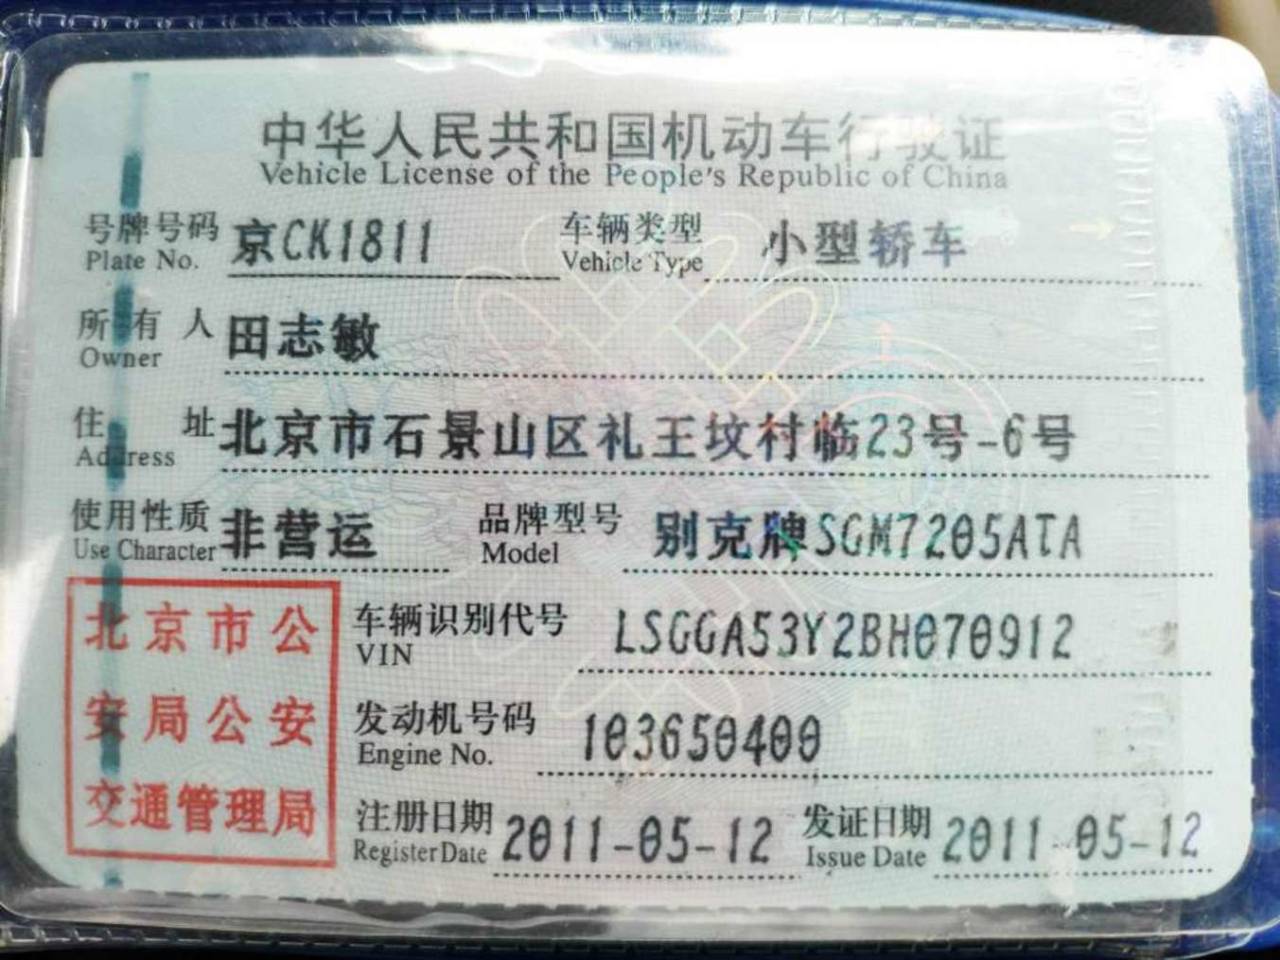 中华人民共和国机动车行驶证
Vehicle License of the People's Republic of China
号牌号码 京CK1811 车辆类型 小型轿车
Plate No. Vehicle Type
所有人 田志敏
Owner
住址 北京市石景山区礼王坟村临23号-6号
Address
使用性质 非营运 品牌型号 别克牌SGM7205ATA
Use Character Model
北京市公
安局公安
交通管理局
车辆识别代号 LSGGA53Y2BH070912
VIN
发动机号码 103650400
Engine No.
注册日期 2011-05-12 发证日期 2011-05-12
Register Date Issue Date